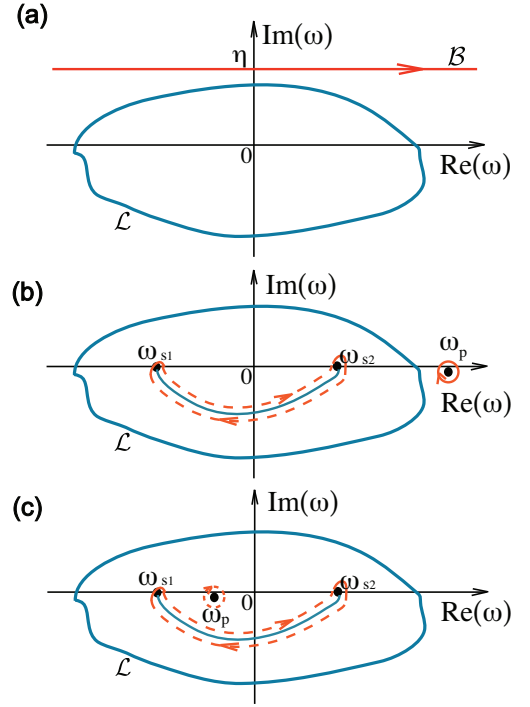 (a)
Im(ω)
η
ℬ
0
Re(ω)
ℒ
(b)
Im(ω)
ω_s1
0
ω_s2
ω_p
Re(ω)
ℒ
(c)
Im(ω)
ω_s1
ω_p
0
ω_s2
Re(ω)
ℒ